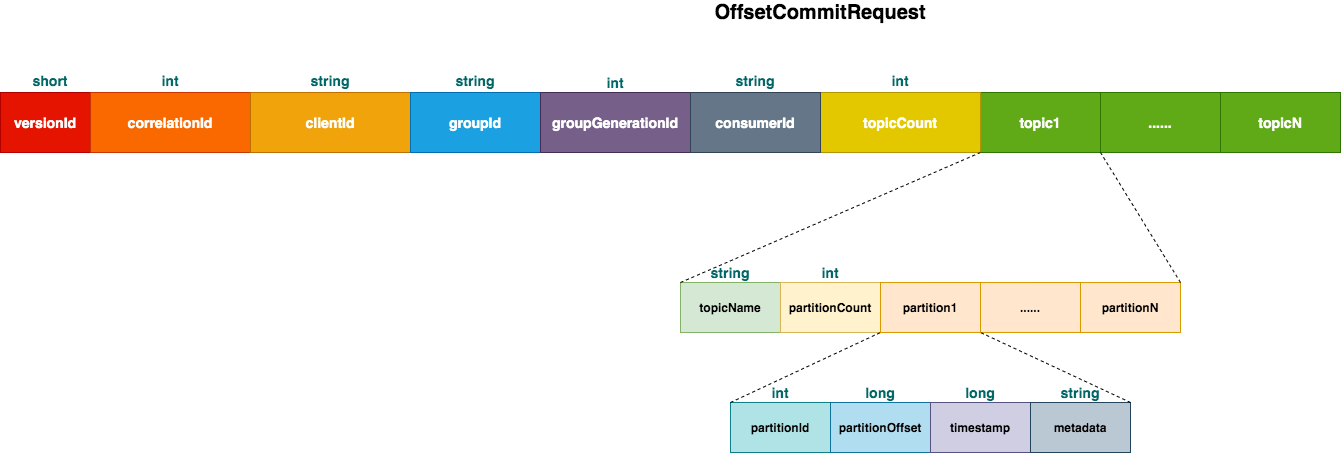 OffsetCommitRequest
short int string string int string int
versionId correlationId clientId groupId groupGenerationId consumerId topicCount topic1 ...... topicN
string int
topicName partitionCount partition1 ...... partitionN
int long long string
partitionId partitionOffset timestamp metadata